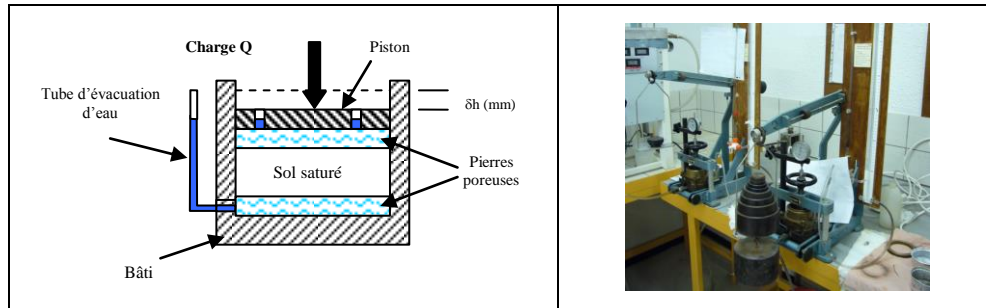 Charge Q
Piston
Tube d'évacuation
d'eau
δh (mm)
Sol saturé
Pierres
poreuses
Bâti